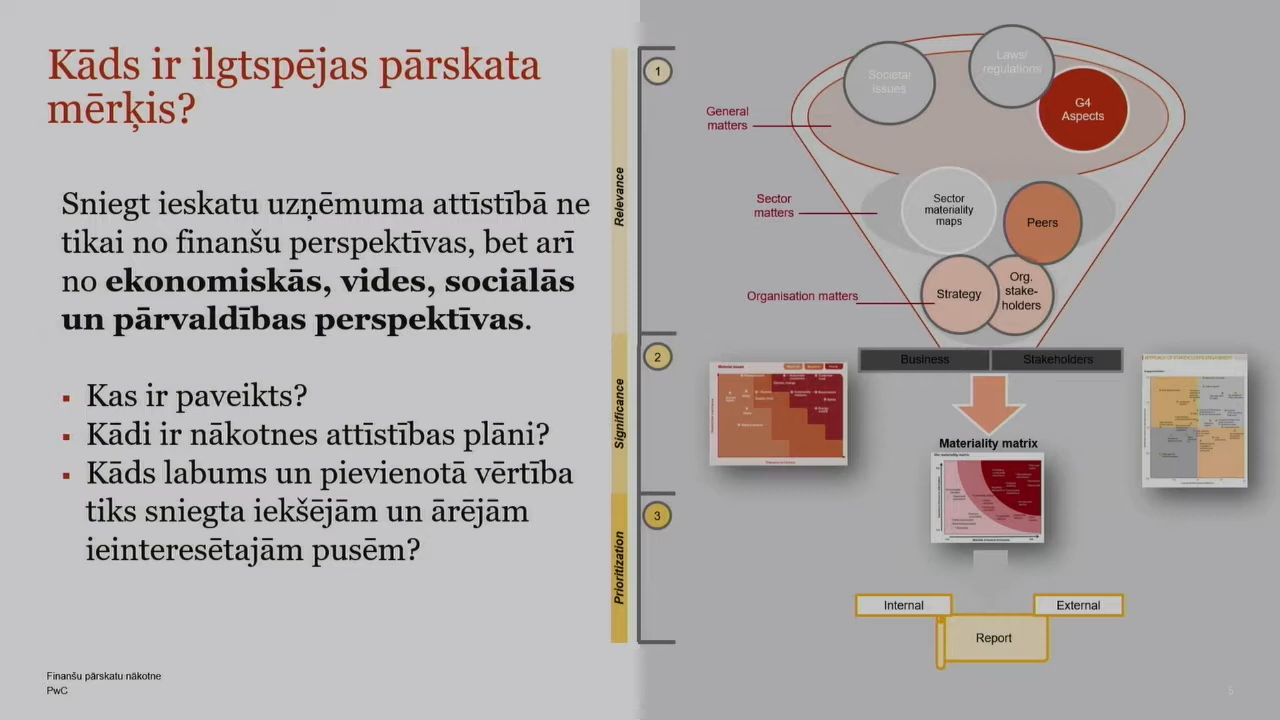 Kāds ir ilgtspējas pārskata
mērķis?
Sniegt ieskatu uzņēmuma attīstībā ne
tikai no finanšu perspektīvas, bet arī
no ekonomiskās, vides, sociālās
un pārvaldības perspektīvas.
▪ Kas ir paveikts?
▪ Kādi ir nākotnes attīstības plāni?
▪ Kāds labums un pievienotā vērtība
tiks sniegta iekšējām un ārējām
ieinteresētajām pusēm?
Finanšu pārskatu nākotne
PwC
1
Relevance
2
Significance
3
Prioritization
Societal
issues
Laws/
regulations
G4
Aspects
General
matters
Sector
matters
Sector
materiality
maps
Peers
Organisation matters
Strategy
Org.
stake-
holders
Business
Stakeholders
Materiality matrix
Internal
External
Report
5